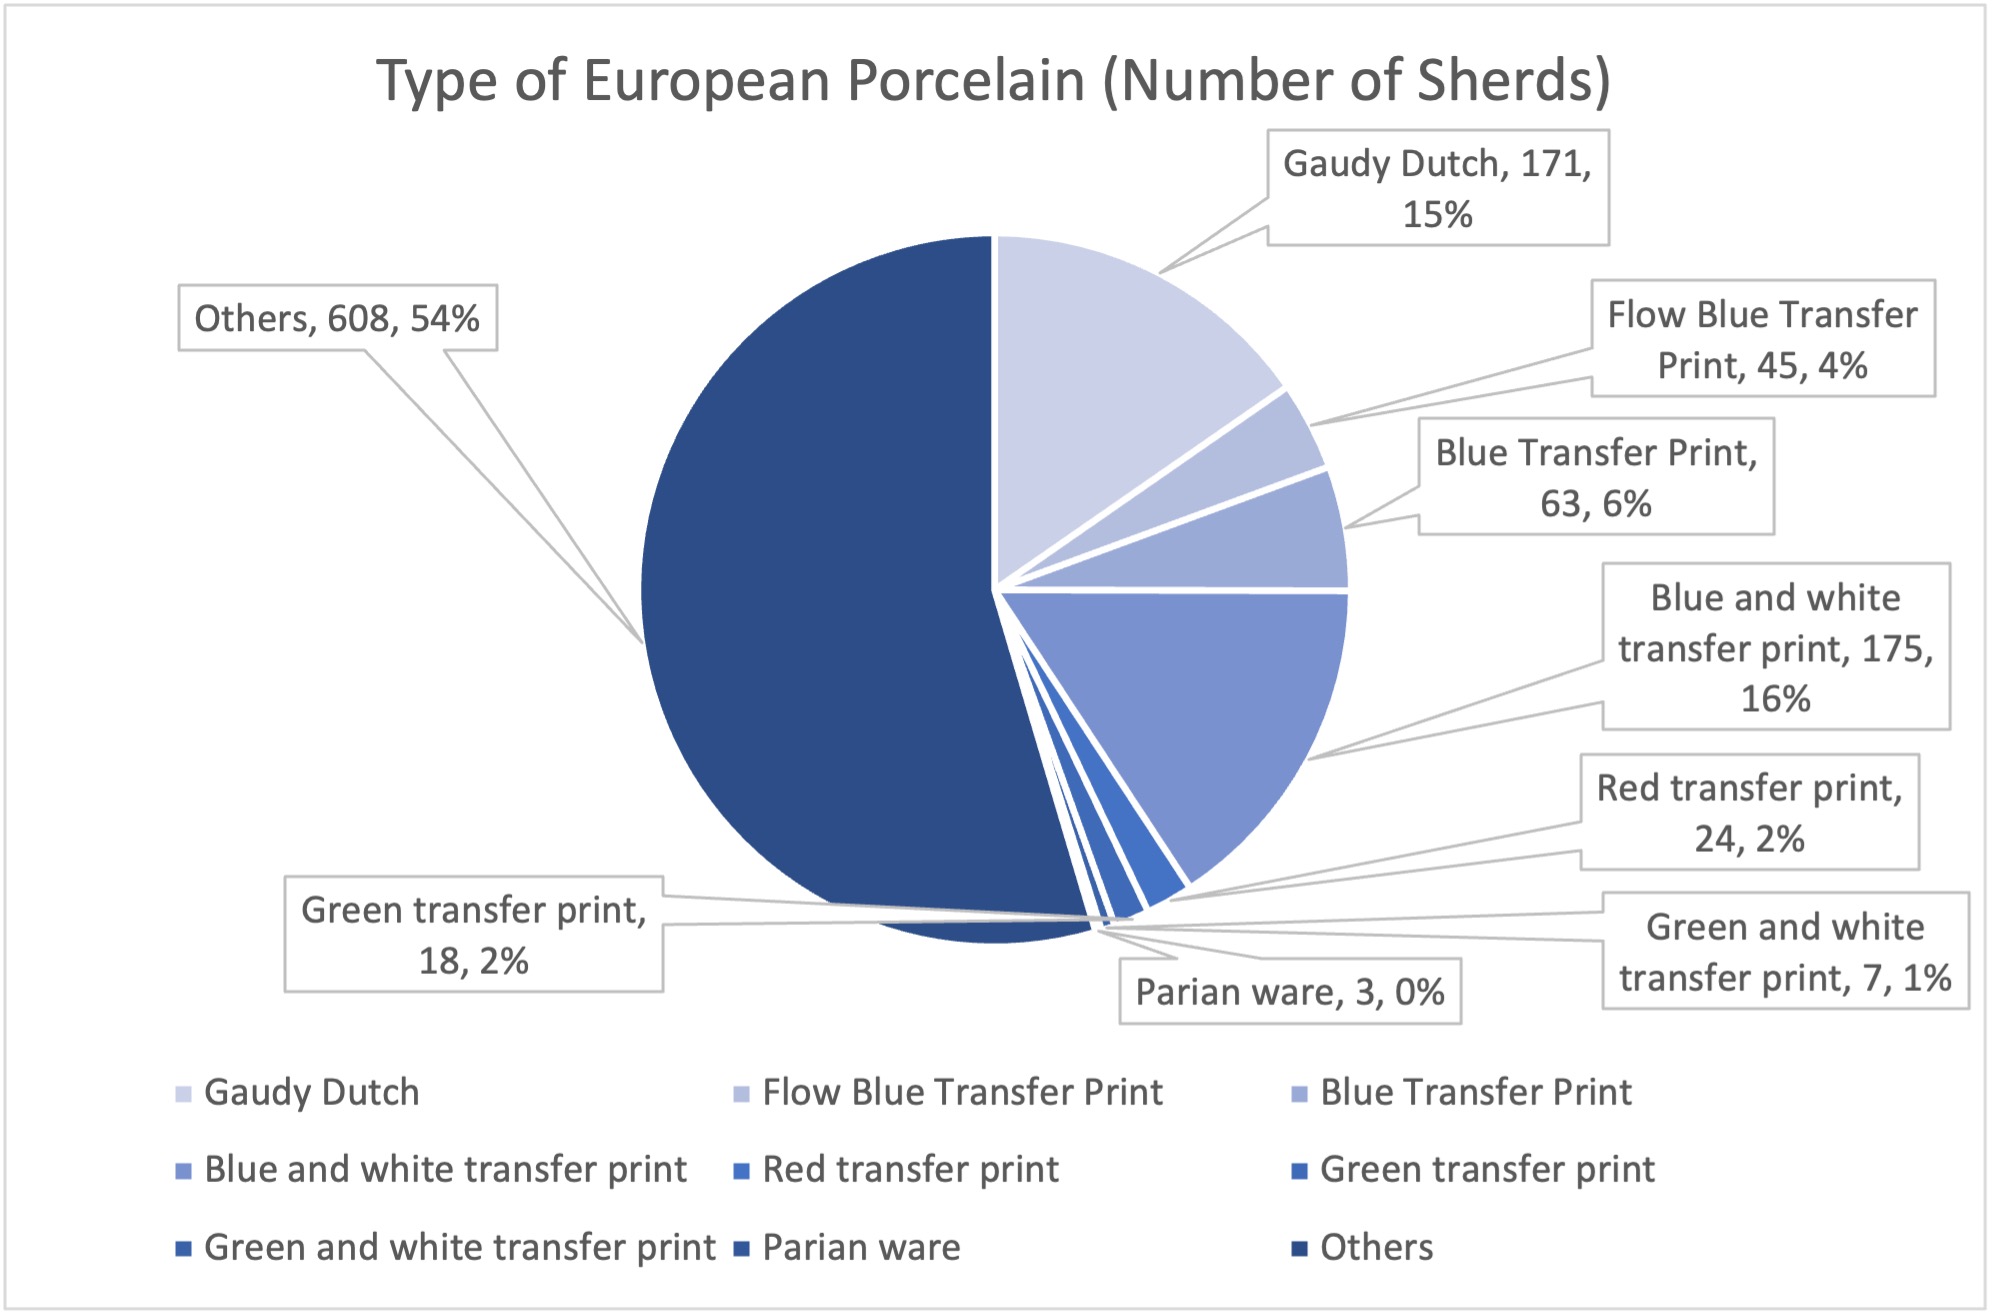 Type of European Porcelain (Number of Sherds)
Gaudy Dutch, 171,
15%
Others, 608, 54%
Flow Blue Transfer
Print, 45, 4%
Blue Transfer Print,
63, 6%
Blue and white
transfer print, 175,
16%
Red transfer print,
24, 2%
Green transfer print,
18, 2%
Green and white
transfer print, 7, 1%
Parian ware, 3, 0%
Gaudy Dutch
Flow Blue Transfer Print
Blue Transfer Print
Blue and white transfer print
Red transfer print
Green transfer print
Green and white transfer print
Parian ware
Others